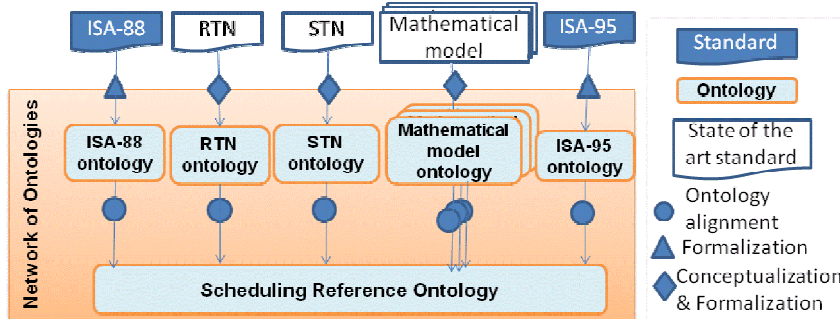 ISA-88
RTN
STN
Mathematical
model
ISA-95
Standard
Ontology
State of the
art standard
Ontology
alignment
Formalization
Conceptualization
& Formalization
Network of Ontologies
ISA-88
ontology
RTN
ontology
STN
ontology
Mathematical
model
ontology
ISA-95
ontology
Scheduling Reference Ontology